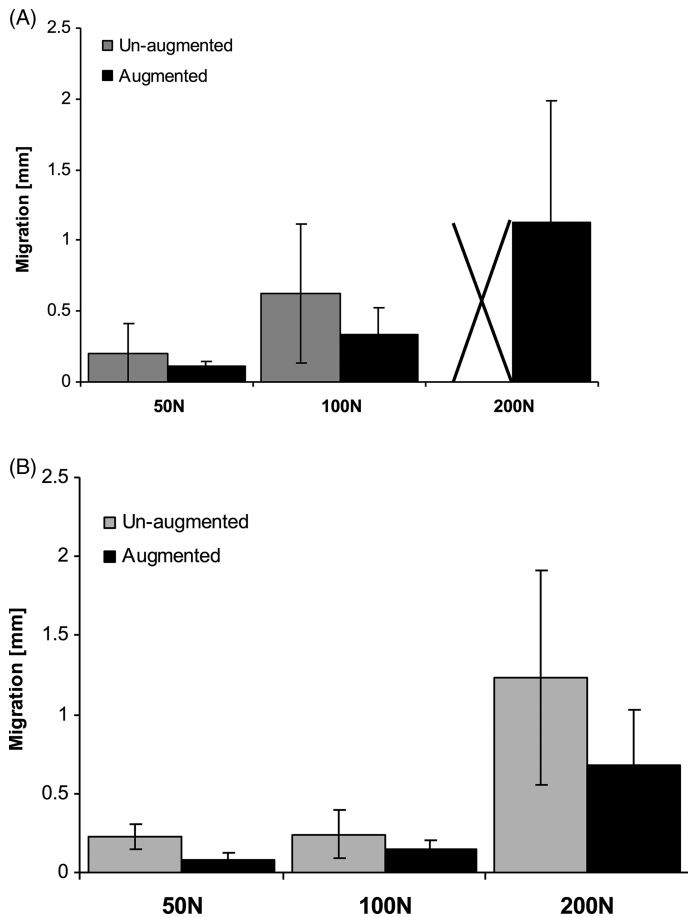 (A)
2.5
2
1.5
1
0.5
0
Migration [mm]
Un-augmented
Augmented
50N 100N 200N
(B)
2.5
2
1.5
1
0.5
0
Migration [mm]
Un-augmented
Augmented
50N 100N 200N